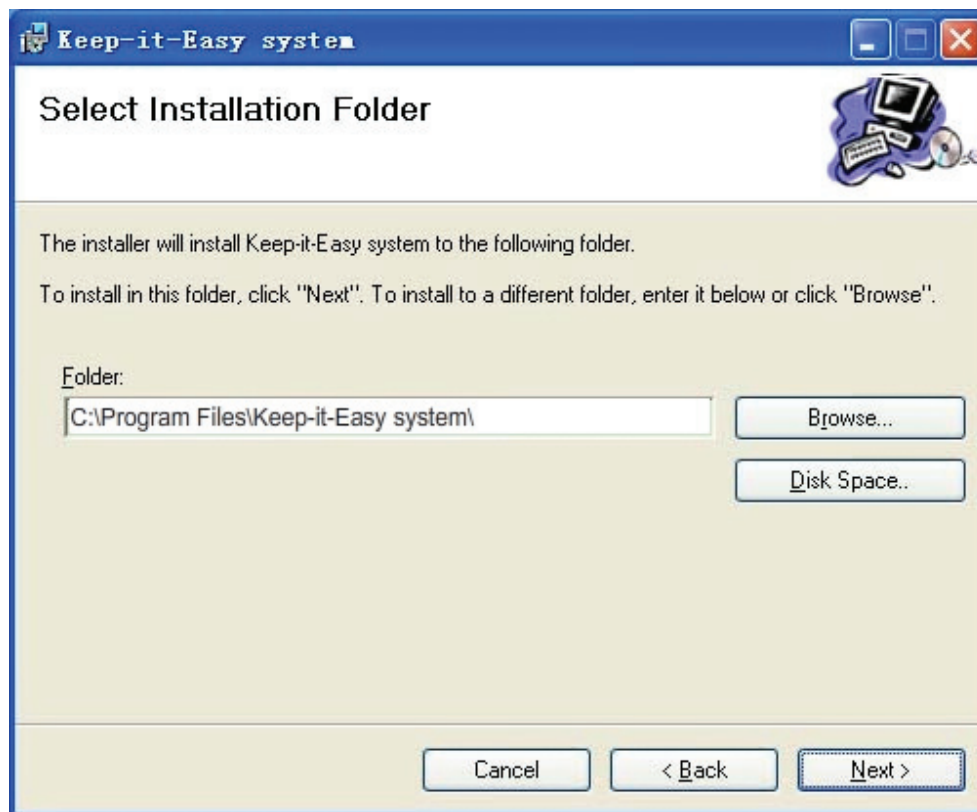 Keep-it-Easy system
Select Installation Folder
The installer will install Keep-it-Easy system to the following folder.
To install in this folder, click "Next". To install to a different folder, enter it below or click "Browse".
Folder:
C:\Program Files\Keep-it-Easy system\
Browse...
Disk Space..
Cancel
< Back
Next >